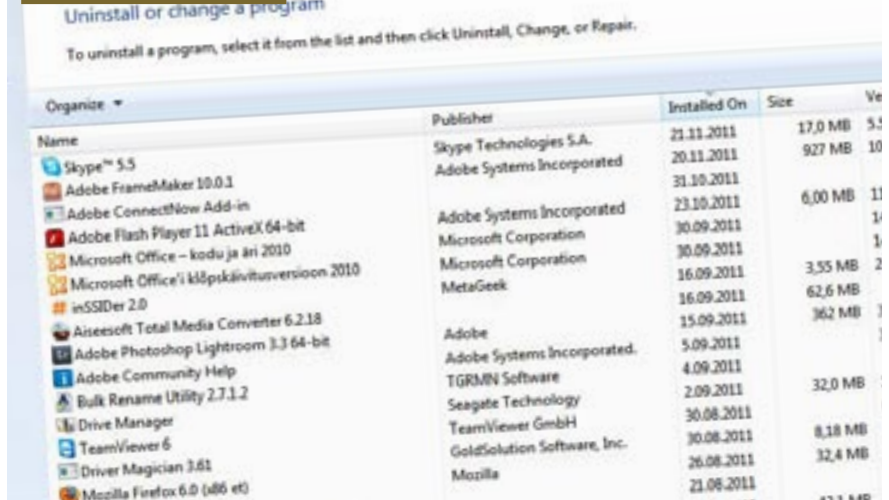 Uninstall or change a program
To uninstall a program, select it from the list and then click Uninstall, Change, or Repair.
Organize
Name Publisher Installed On Size Ve
Skype™ 5.5 Skype Technologies S.A. 21.11.2011 17,0 MB 5.5
Adobe FrameMaker 10.0.1 Adobe Systems Incorporated 20.11.2011 927 MB 10
Adobe ConnectNow Add-in 31.10.2011
Adobe Flash Player 11 ActiveX 64-bit Adobe Systems Incorporated 23.10.2011 6,00 MB 11
Microsoft Office – kodu ja äri 2010 Microsoft Corporation 30.09.2011 14
Microsoft Office'i klõpskäivitusversioon 2010 Microsoft Corporation 30.09.2011 14
inSSIDer 2.0 MetaGeek 16.09.2011 3,55 MB 2
Aiseesoft Total Media Converter 6.2.18 16.09.2011 62,6 MB
Adobe Photoshop Lightroom 3.3 64-bit Adobe 15.09.2011 362 MB
Adobe Community Help Adobe Systems Incorporated. 5.09.2011
Bulk Rename Utility 2.7.1.2 TGRMN Software 4.09.2011
Drive Manager Seagate Technology 2.09.2011 32,0 MB
TeamViewer 6 TeamViewer GmbH 30.08.2011
Driver Magician 3.61 GoldSolution Software, Inc. 30.08.2011 8,18 MB
Mozilla Firefox 6.0 (x86 et) Mozilla 26.08.2011 32,4 MB
21.08.2011